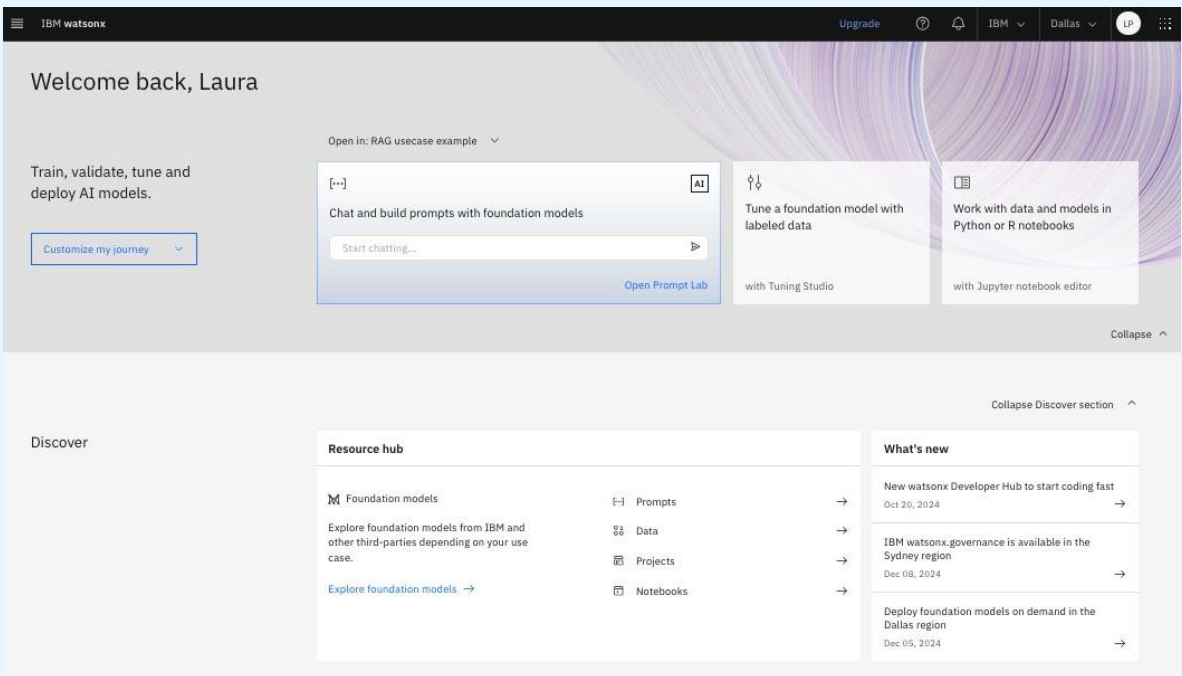 IBM watsonx
Upgrade
IBM
Dallas
LP
Welcome back, Laura
Open in: RAG usecase example
Train, validate, tune and
deploy AI models.
Customize my journey
[...]
AI
Chat and build prompts with foundation models
Start chatting...
Open Prompt Lab
Tune a foundation model with
labeled data
with Tuning Studio
Work with data and models in
Python or R notebooks
with Jupyter notebook editor
Collapse
Collapse Discover section
Discover
Resource hub
Foundation models
Explore foundation models from IBM and
other third-parties depending on your use
case.
Explore foundation models
Prompts
Data
Projects
Notebooks
What's new
New watsonx Developer Hub to start coding fast
Oct 20, 2024
IBM watsonx.governance is available in the
Sydney region
Dec 08, 2024
Deploy foundation models on demand in the
Dallas region
Dec 05, 2024